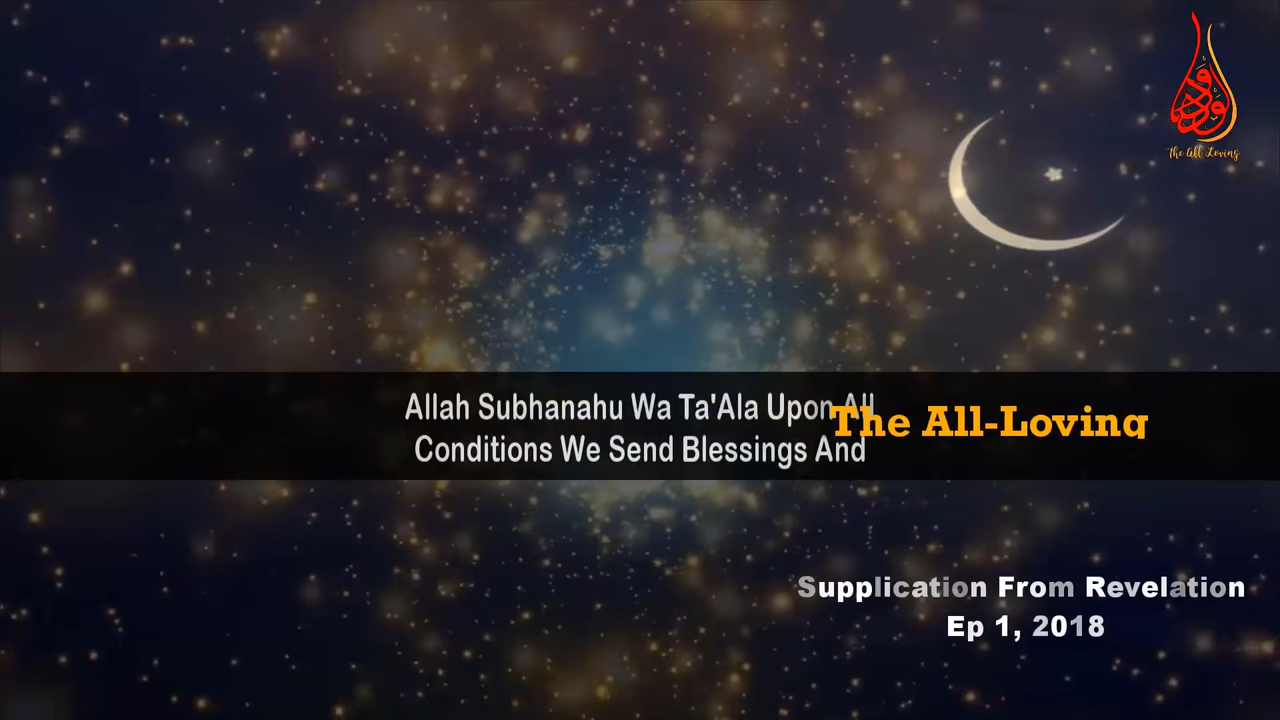 The All Loving
Allah Subhanahu Wa Ta'Ala Upon All
Conditions We Send Blessings And
The All-Loving
Supplication From Revelation
Ep 1, 2018